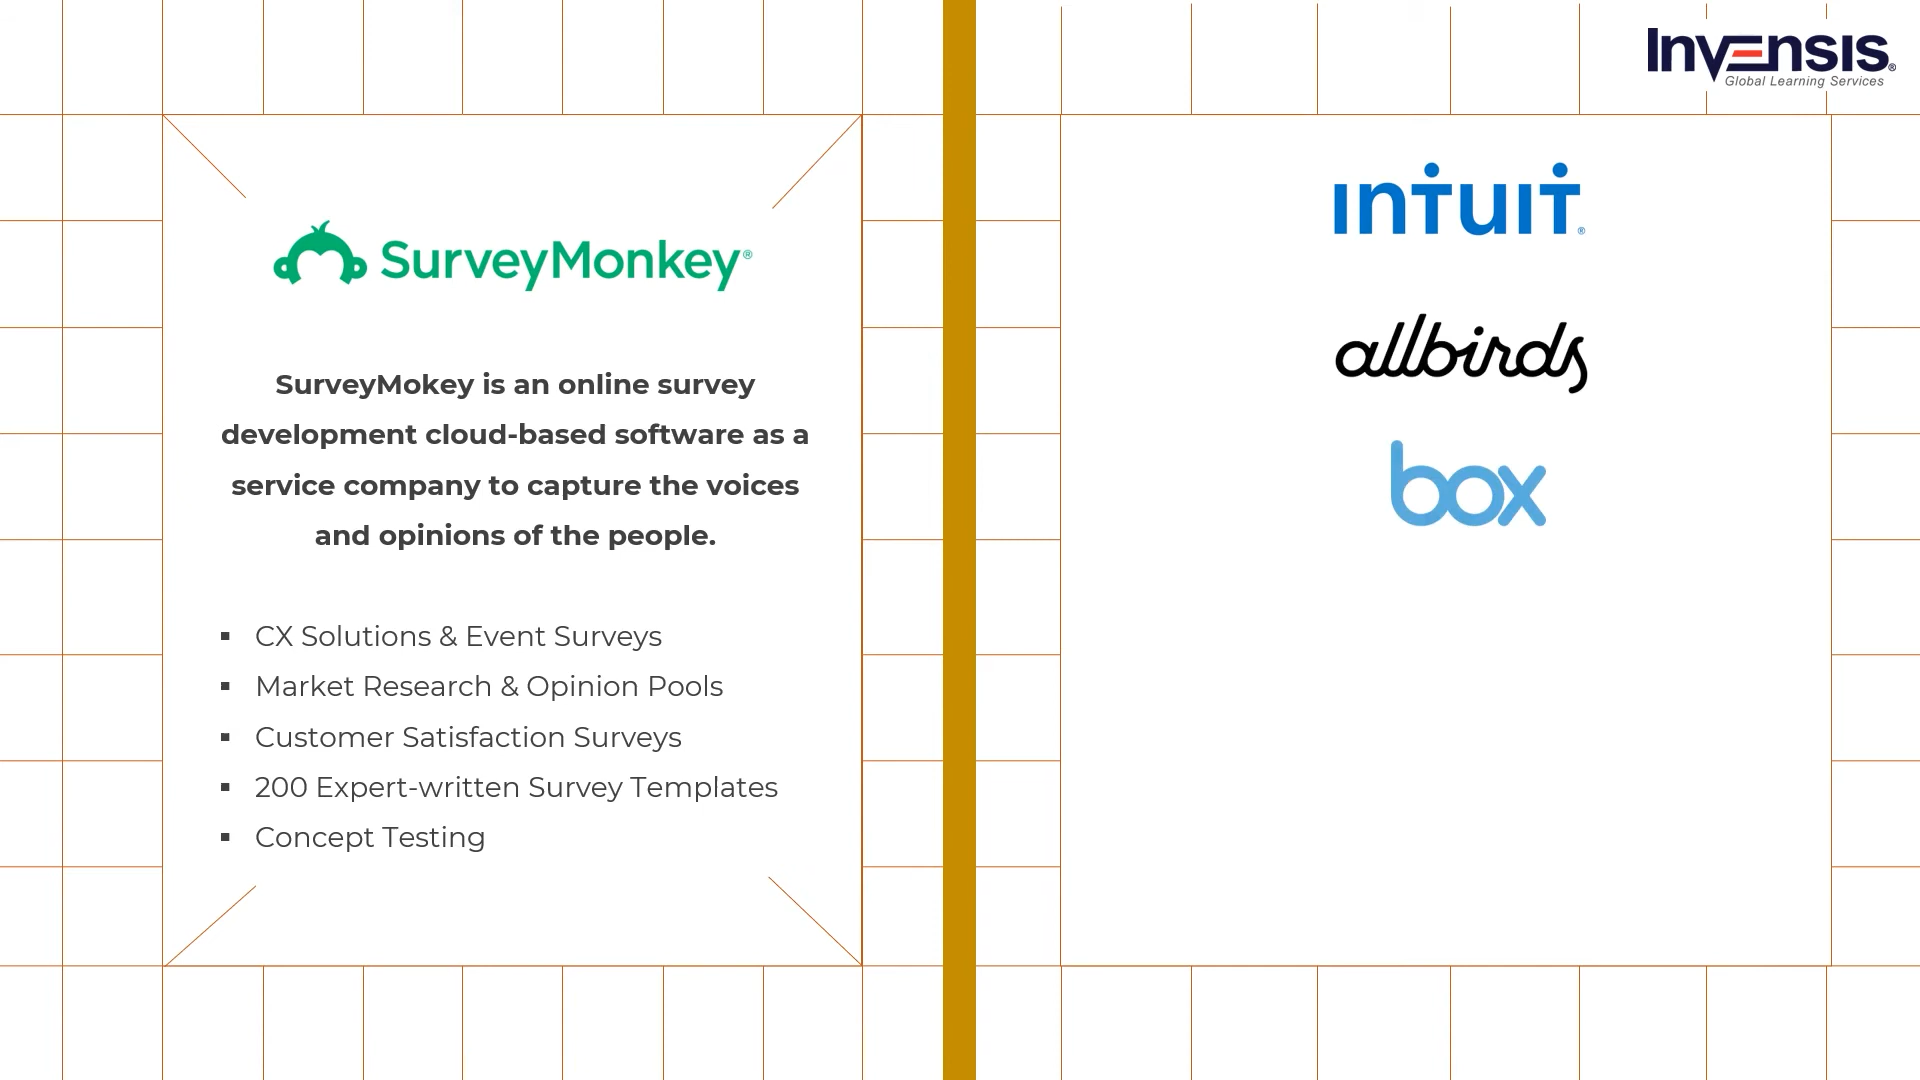 SurveyMonkey®
SurveyMokey is an online survey
development cloud-based software as a
service company to capture the voices
and opinions of the people.
▪ CX Solutions & Event Surveys
▪ Market Research & Opinion Pools
▪ Customer Satisfaction Surveys
▪ 200 Expert-written Survey Templates
▪ Concept Testing
Invensis®
Global Learning Services
intuit®
allbirds
box